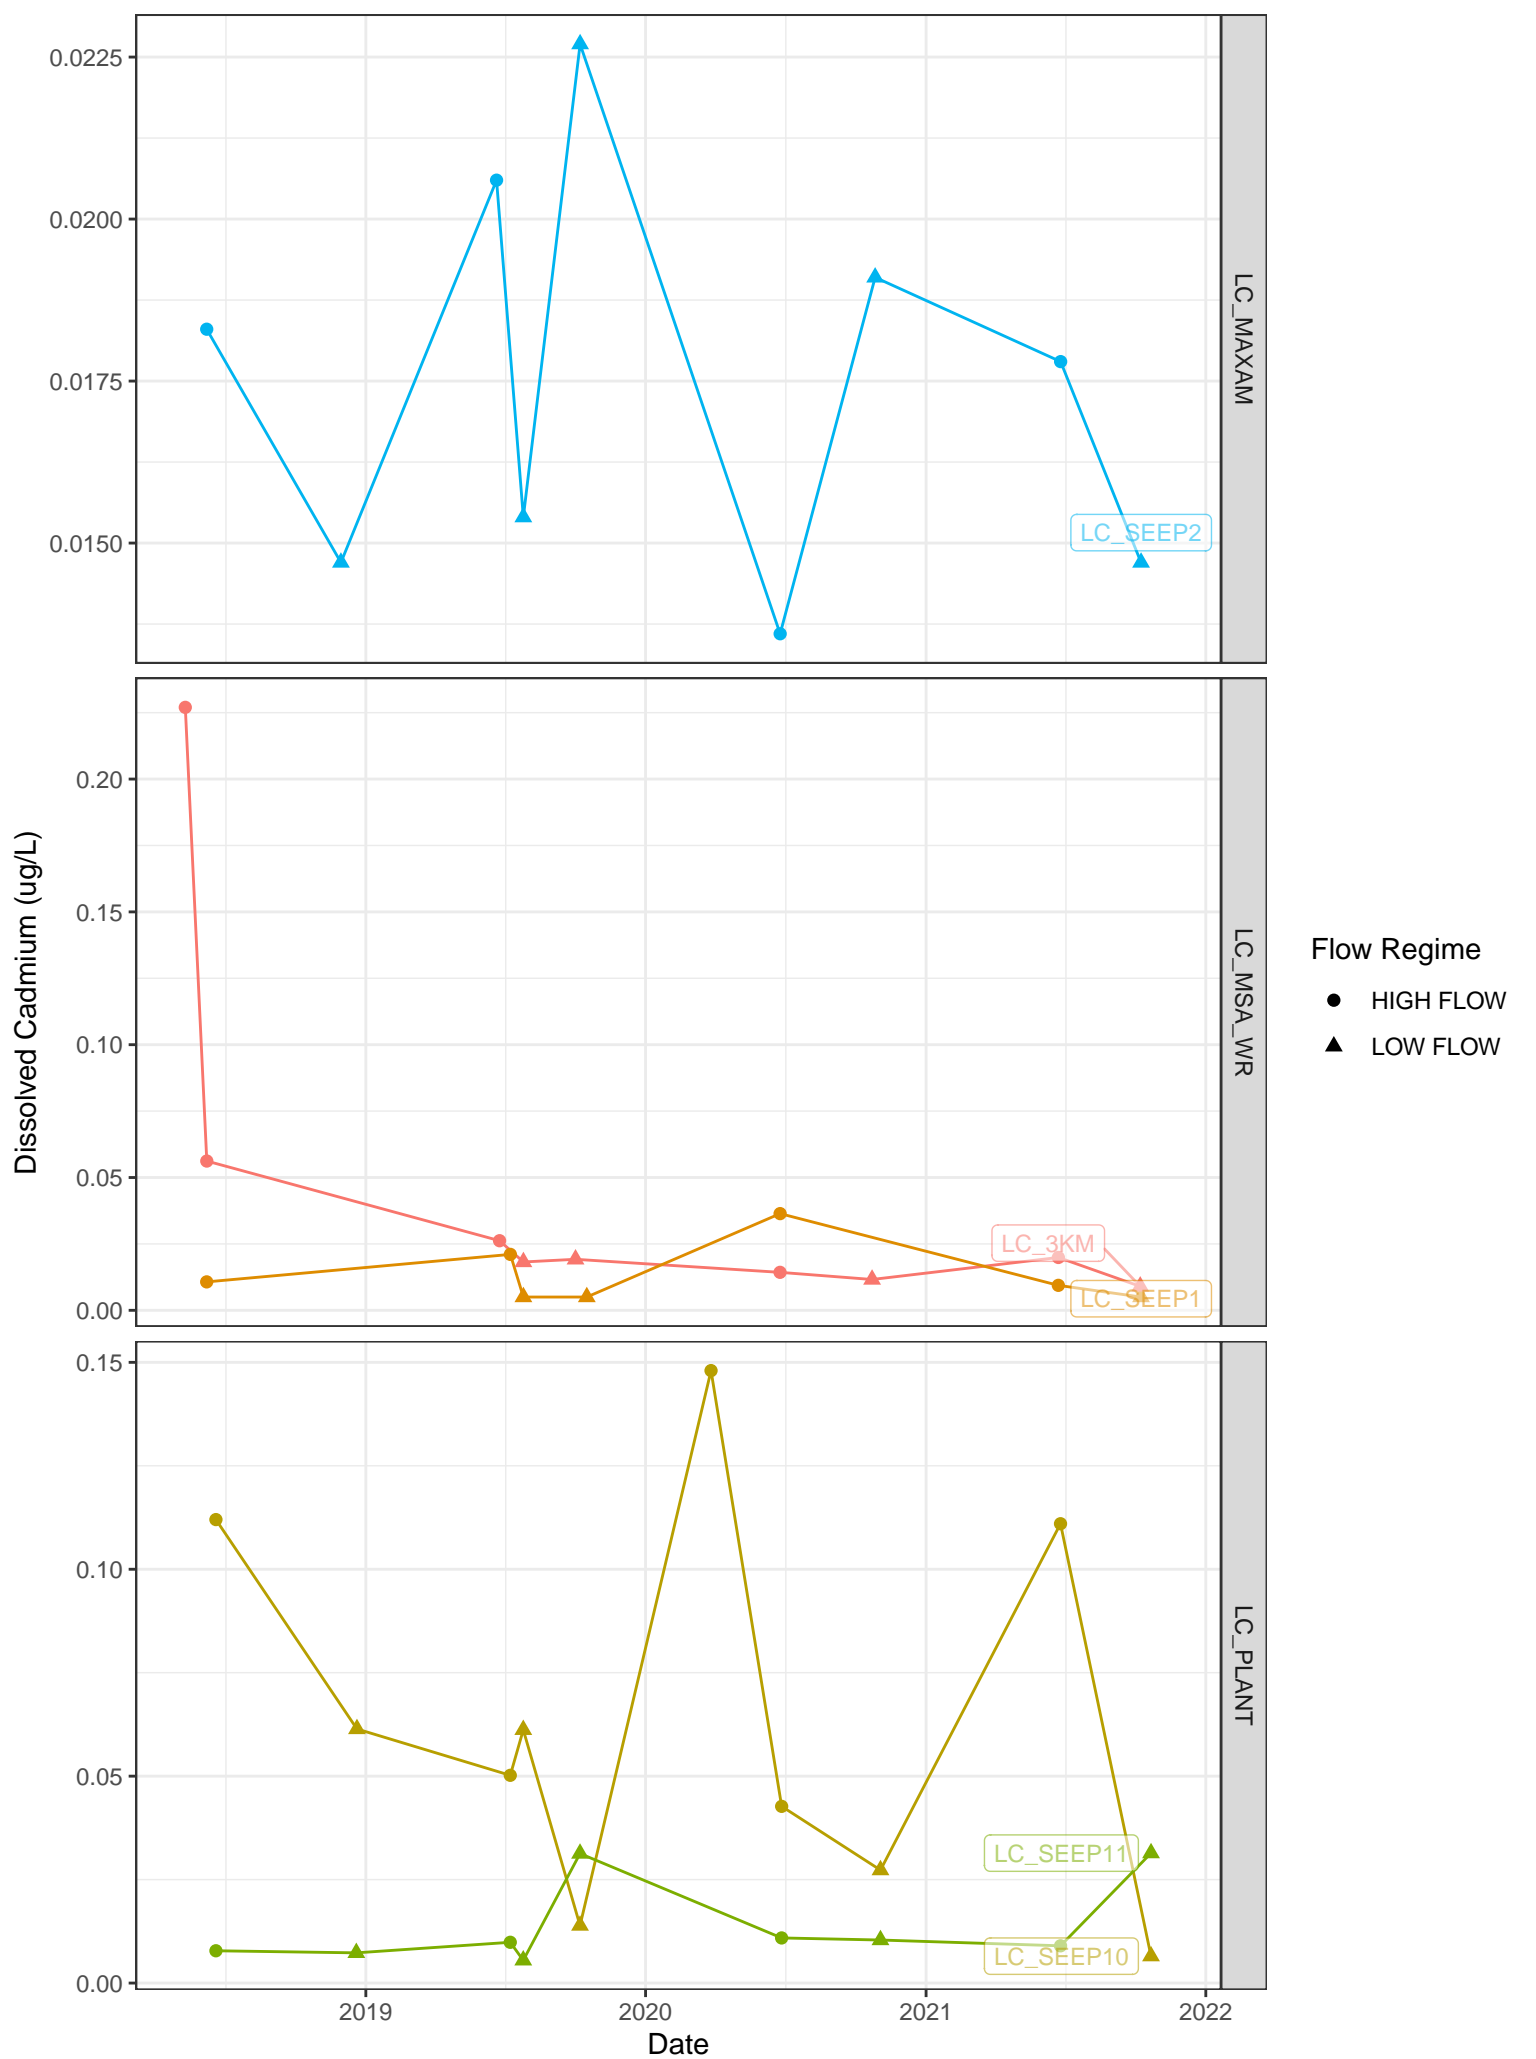 0.0225
0.0200
0.0175
0.0150
LC_SEEP2
LC_MAXAM
0.20
0.15
0.10
0.05
0.00
LC_3KM
LC_SEEP1
LC_MSA_WR
0.15
0.10
0.05
0.00
LC_SEEP11
LC_SEEP10
LC_PLANT
2019
2020
2021
2022
Date
Dissolved Cadmium (ug/L)
Flow Regime
HIGH FLOW
LOW FLOW